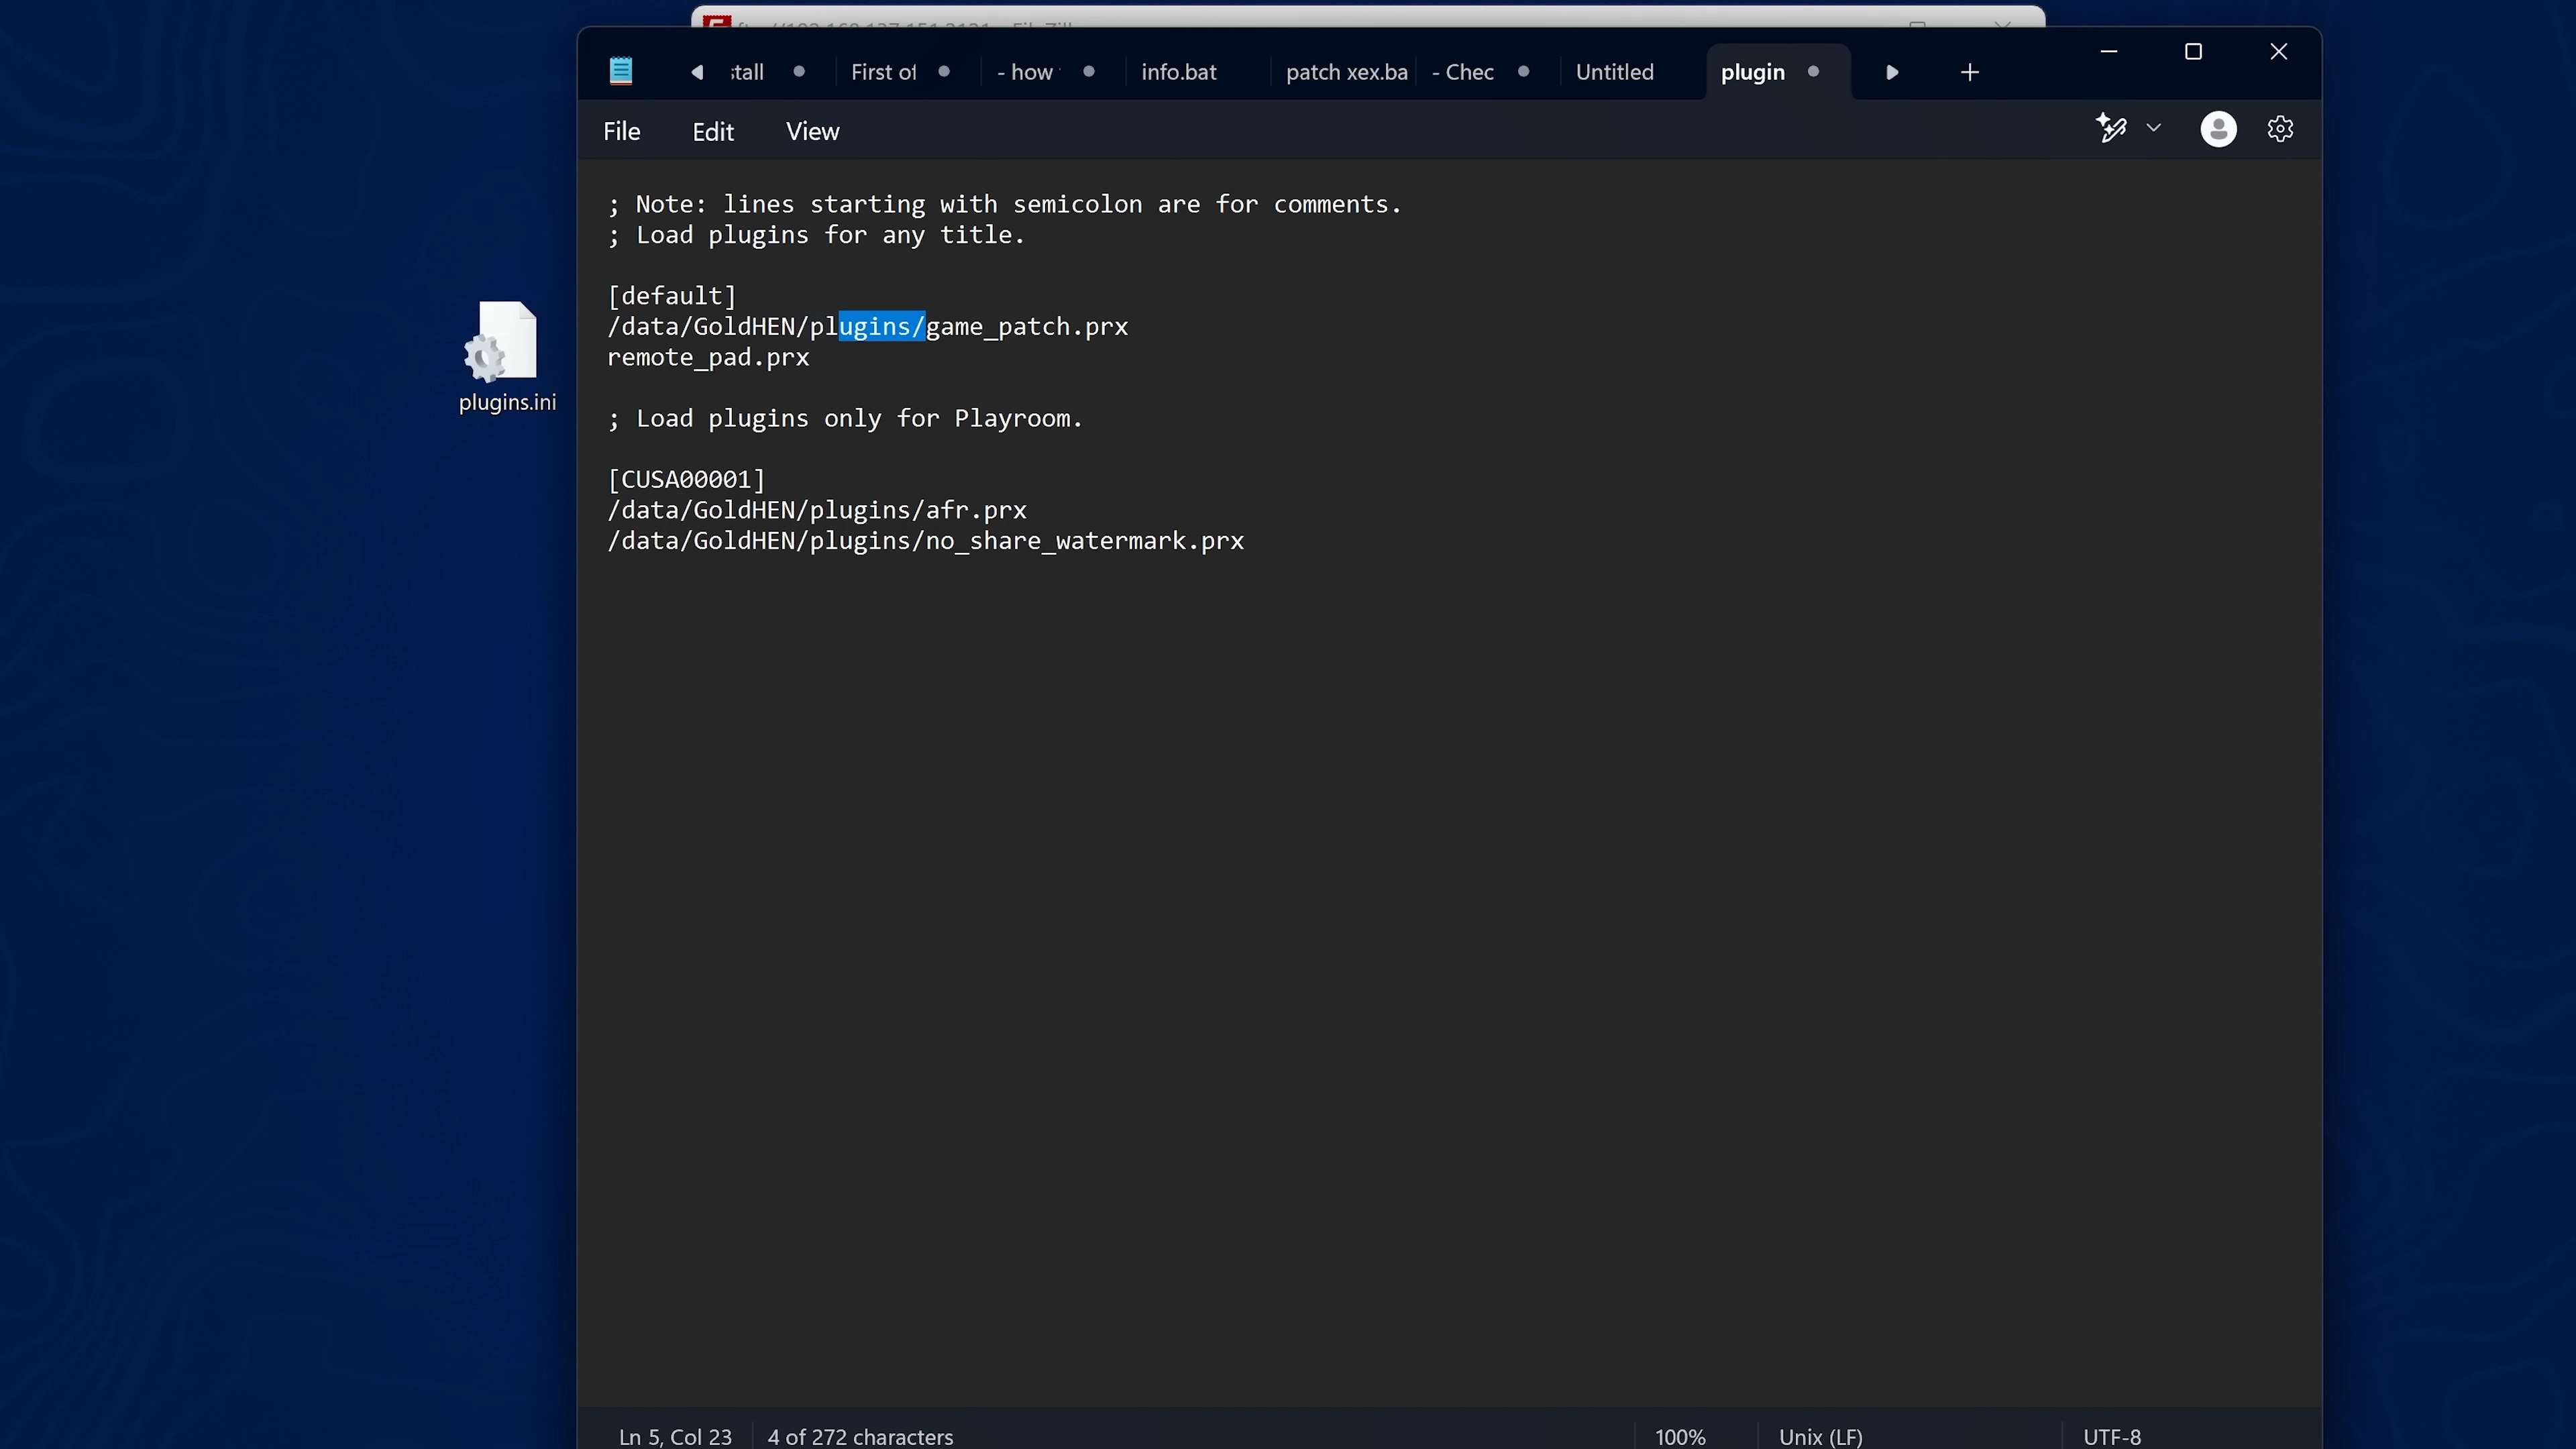 stall
First of
- how
info.bat
patch xex.ba
- Chec
Untitled
plugin
File
Edit
View
; Note: lines starting with semicolon are for comments.
; Load plugins for any title.
[default]
/data/GoldHEN/plugins/game_patch.prx
remote_pad.prx
; Load plugins only for Playroom.
[CUSA00001]
/data/GoldHEN/plugins/afr.prx
/data/GoldHEN/plugins/no_share_watermark.prx
plugins.ini
Ln 5, Col 23
4 of 272 characters
100%
Unix (LF)
UTF-8